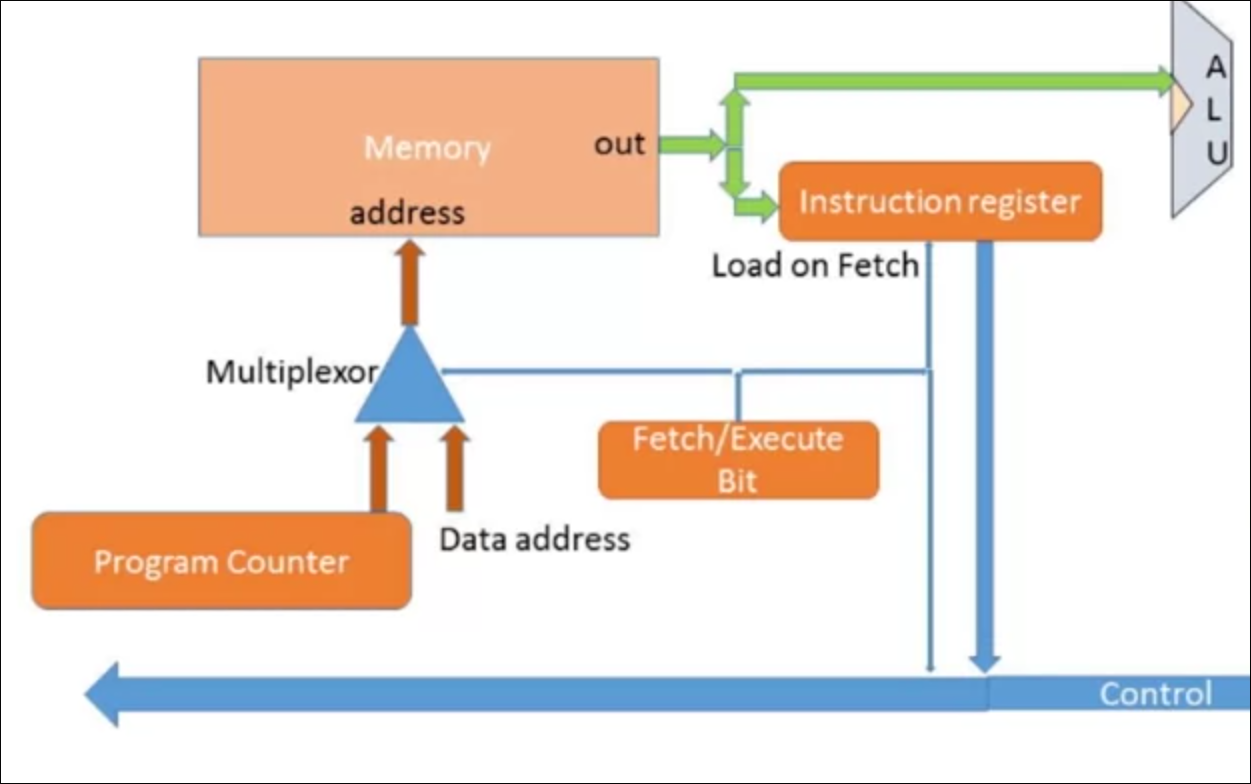 A
L
U
Memory
out
address
Instruction register
Load on Fetch
Multiplexor
Fetch/Execute
Bit
Data address
Program Counter
Control